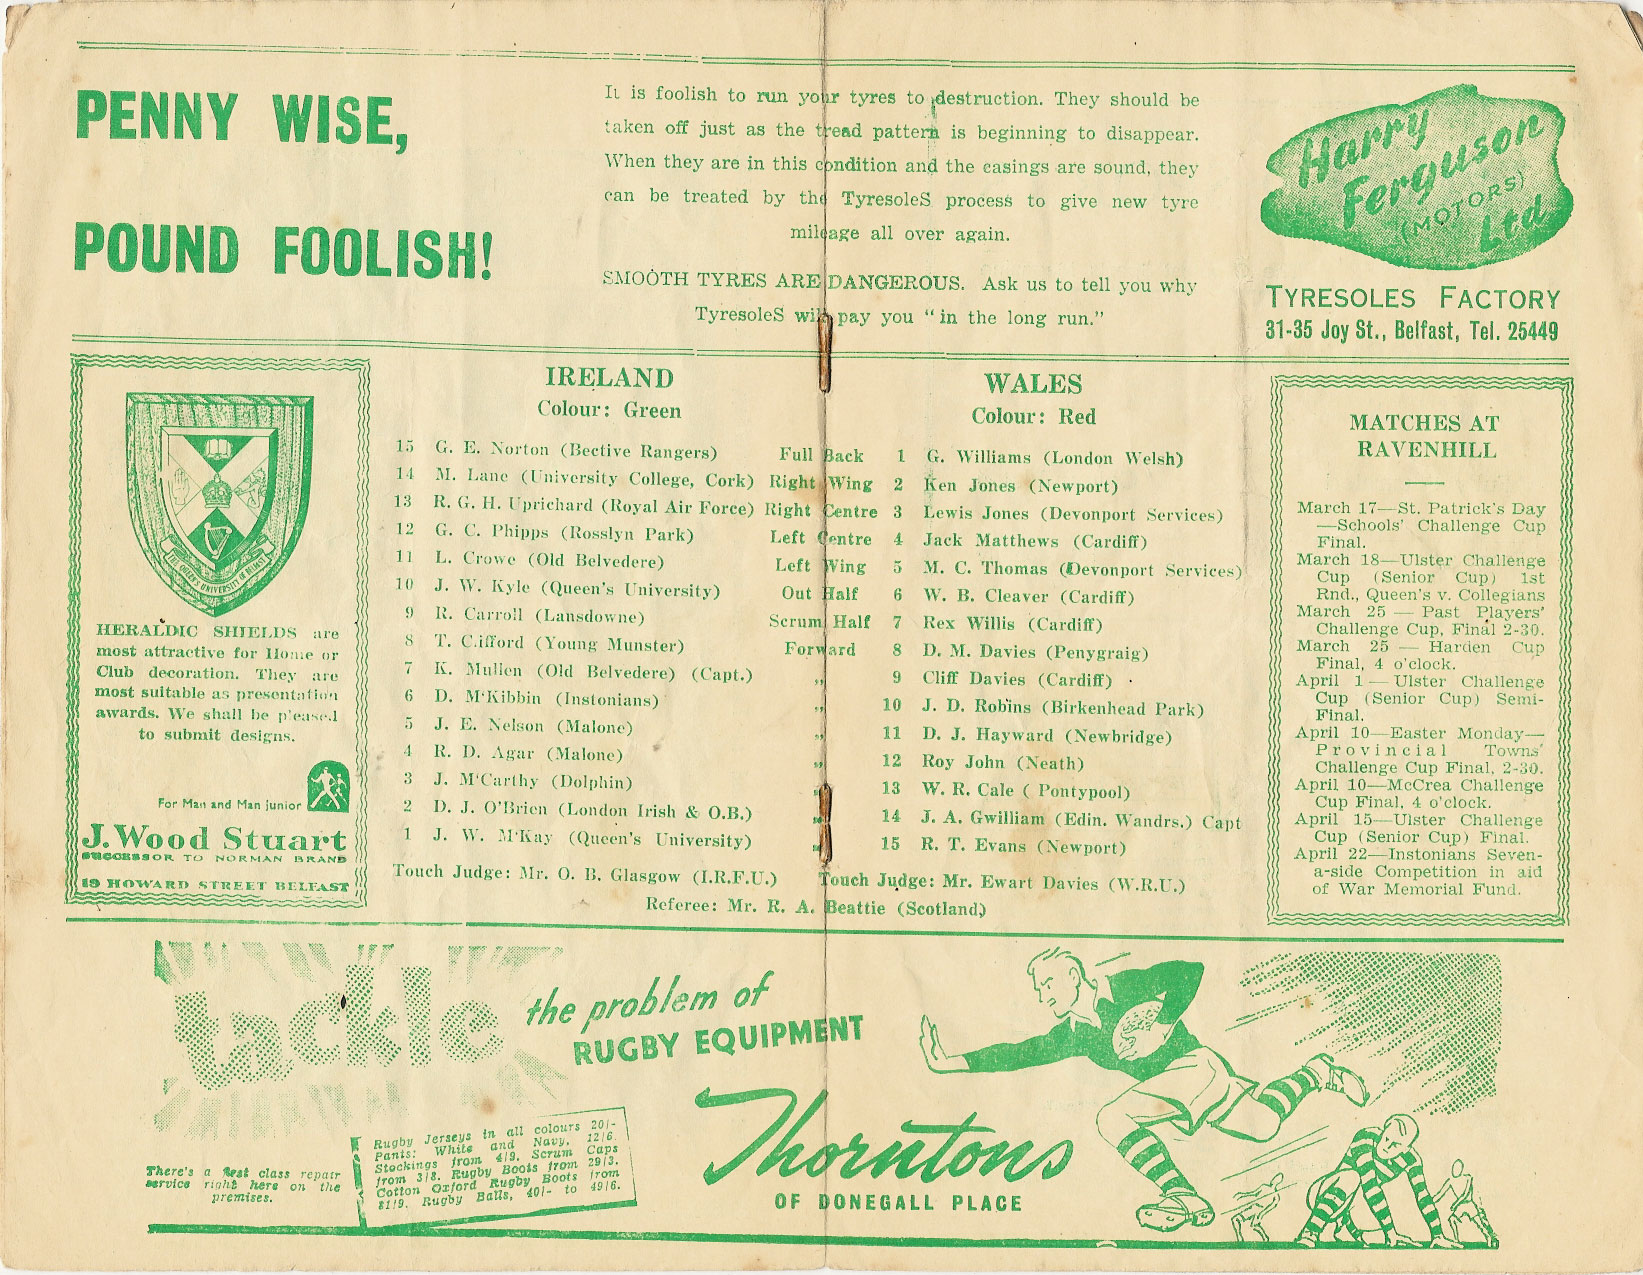 PENNY WISE,
POUND FOOLISH!
It is foolish to run your tyres to destruction. They should be
taken off just as the tread pattern is beginning to disappear.
When they are in this condition and the casings are sound, they
can be treated by the TyresoleS process to give new tyre
mileage all over again.
SMOOTH TYRES ARE DANGEROUS. Ask us to tell you why
TyresoleS will pay you "in the long run."
Harry
Ferguson
(MOTORS)
Ltd
TYRESOLES FACTORY
31-35 Joy St., Belfast, Tel. 25449
THE QUEEN'S UNIVERSITY OF BELFAST
HERALDIC SHIELDS are
most attractive for Home or
Club decoration. They are
most suitable as presentation
awards. We shall be pleased
to submit designs.
For Man and Man junior
J. Wood Stuart
SUCCESSOR TO NORMAN BRAND
19 HOWARD STREET BELFAST
IRELAND
Colour: Green
WALES
Colour: Red
15 G. E. Norton (Bective Rangers) Full Back 1 G. Williams (London Welsh)
14 M. Lane (University College, Cork) Right Wing 2 Ken Jones (Newport)
13 R. G. H. Uprichard (Royal Air Force) Right Centre 3 Lewis Jones (Devonport Services)
12 G. C. Phipps (Rosslyn Park) Left Centre 4 Jack Matthews (Cardiff)
11 L. Crowe (Old Belvedere) Left Wing 5 M. C. Thomas (Devonport Services)
10 J. W. Kyle (Queen's University) Out Half 6 W. B. Cleaver (Cardiff)
9 R. Carroll (Lansdowne) Scrum Half 7 Rex Willis (Cardiff)
8 T. Clifford (Young Munster) Forward 8 D. M. Davies (Penygraig)
7 K. Mullen (Old Belvedere) (Capt.) ,, 9 Cliff Davies (Cardiff)
6 D. M'Kibbin (Instonians) ,, 10 J. D. Robins (Birkenhead Park)
5 J. E. Nelson (Malone) ,, 11 D. J. Hayward (Newbridge)
4 R. D. Agar (Malone) ,, 12 Roy John (Neath)
3 J. M'Carthy (Dolphin) ,, 13 W. R. Cale ( Pontypool)
2 D. J. O'Brien (London Irish & O.B.) ,, 14 J. A. Gwilliam (Edin. Wandrs.) Capt
1 J. W. M'Kay (Queen's University) ,, 15 R. T. Evans (Newport)
Touch Judge: Mr. O. B. Glasgow (I.R.F.U.) Touch Judge: Mr. Ewart Davies (W.R.U.)
Referee: Mr. R. A. Beattie (Scotland)
MATCHES AT
RAVENHILL
March 17—St. Patrick's Day
—Schools' Challenge Cup
Final.
March 18—Ulster Challenge
Cup (Senior Cup) 1st
Rnd., Queen's v. Collegians
March 25 — Past Players'
Challenge Cup, Final 2-30.
March 25 — Harden Cup
Final, 4 o'clock.
April 1 — Ulster Challenge
Cup (Senior Cup) Semi-
Final.
April 10—Easter Monday—
Provincial Towns'
Challenge Cup Final, 2-30.
April 10—McCrea Challenge
Cup Final, 4 o'clock.
April 15—Ulster Challenge
Cup (Senior Cup) Final.
April 22—Instonians Seven-
a-side Competition in aid
of War Memorial Fund.
tackle the problem of
RUGBY EQUIPMENT
There's a first class repair
service right here on the
premises.
Rugby Jerseys in all colours 20/-
Pants: White and Navy, 12/6.
Stockings from 4/9. Scrum Caps
from 3/8. Rugby Boots from 29/3.
Cotton Oxford Rugby Boots from
81/9. Rugby Balls, 40/- to 49/6.
Thorntons
OF DONEGALL PLACE